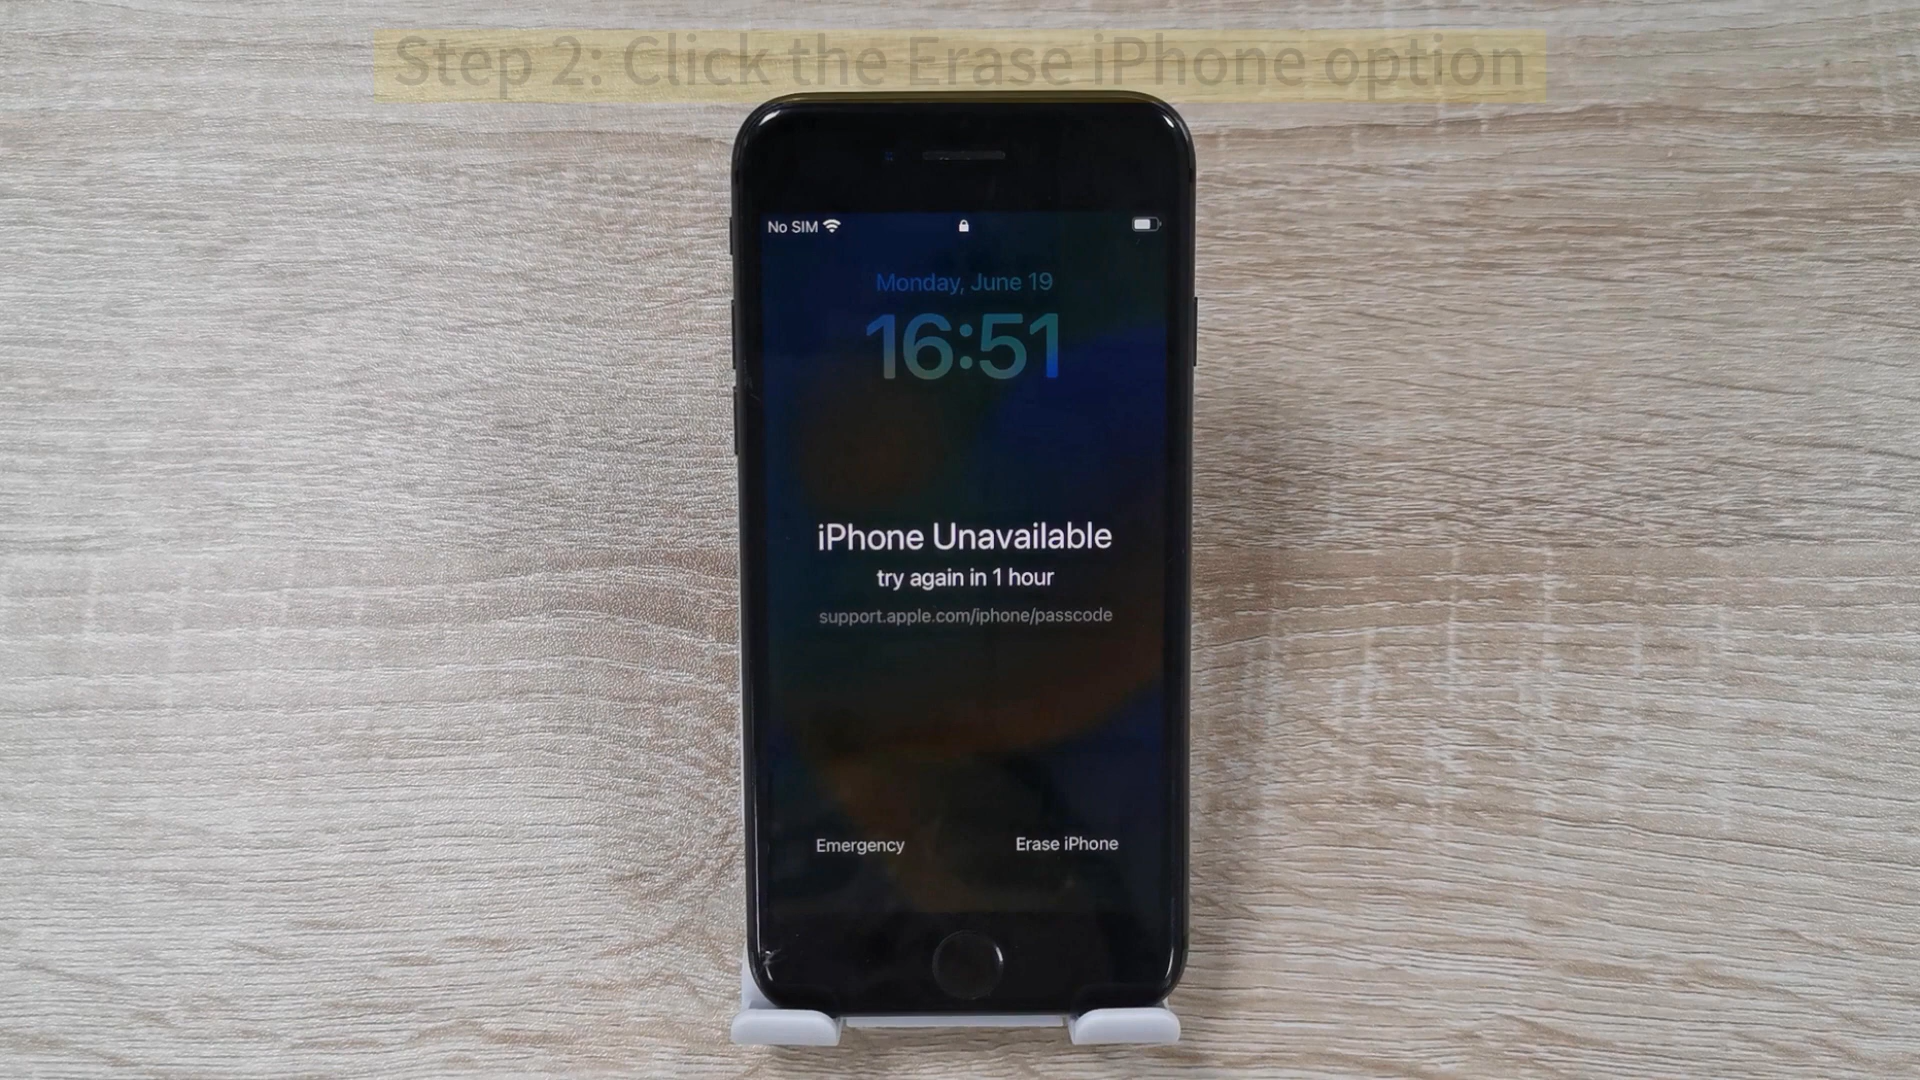 Step 2: Click the Erase iPhone option
No SIM
Monday, June 19
16:51
iPhone Unavailable
try again in 1 hour
support.apple.com/iphone/passcode
Emergency
Erase iPhone